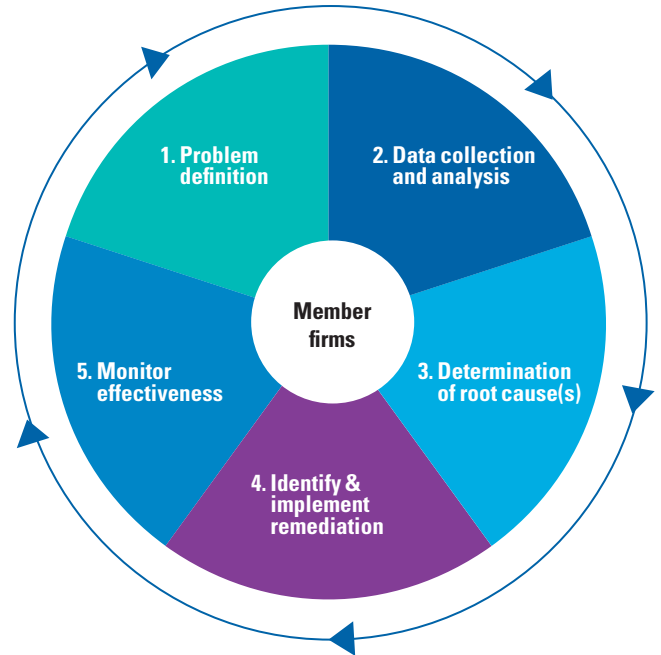 1. Problem
definition
2. Data collection
and analysis
3. Determination
of root cause(s)
4. Identify &
implement
remediation
5. Monitor
effectiveness
Member
firms